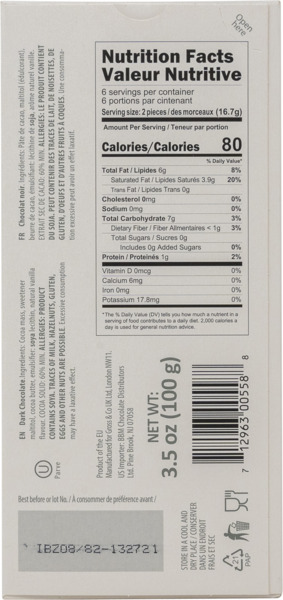 Open
here
Nutrition Facts
Valeur Nutritive
6 servings per container
6 portions par cintenant
Serving size: 2 pieces / des morceaux (16.7g)
Amount Per Serving / Teneur par portion
Calories/Calories 80
% Daily Value*
Total Fat / Lipides 6g 8%
Saturated Fat / Lipides Saturés 3.9g 20%
Trans Fat / Lipides Trans 0g
Cholesterol 0mg 0%
Sodium 0mg 0%
Total Carbohydrate 7g 3%
Dietary Fiber / Fiber Alimentaires < 1g 3%
Total Sugars / Sucres 0g
Includes 0g Added Sugars 0%
Protein / Protéins 1g 2%
Vitamin D 0mcg 0%
Calcium 6mg 0%
Iron 0mg 0%
Potassium 17.8mg 0%
*The % Daily Value (DV) tells you how much a nutrient in a
serving of food contributes to a daily diet. 2,000 calories a
day is used for general nutrition advice.
FR Chocolat noir. Ingrédients: Pâte de cacao, maltitol (édulcorant),
beurre de cacao, émulsifiant: lecithine de soja, arôme naturel vanille.
EXTRAIT SEC DE CACAO: 60% MIN. ALLERGIES: LE PRODUIT CONTIENT
DU SOJA. PEUT CONTENIR DES TRACES DE LAIT, DE NOISETTES, DE
GLUTEN, D'OEUFS ET D'AUTRES FRUITS À COQUES. Une consomma-
tion excessive peut avoir un effet laxatif.
EN Dark Chocolate. Ingredients: Cocoa mass, sweetener
maltitol, cocoa butter, emulsifier: soya lecithin, natural vanilla
flavour. COCOA SOLID: 60% MIN. ALLERGIES: PRODUCT
CONTAINS SOYA. TRACES OF MILK, HAZELNUTS, GLUTEN,
EGGS AND OTHER NUTS ARE POSSIBLE. Excessive consumption
may have a laxative effect.
U
Parve
Product of the EU
Manufactured for Gross & Co UK Ltd, London NW11.
US Importer: BBM Chocolate Distributors
Ltd. Pine Brook, NJ 07058
NET WT:
3.5 oz (100 g)
7 12963 00558 8
Best before or lot No. / A consommer de préférence avant /
IBZ08/82-132721
STORE IN A COOL AND
DRY PLACE / CONSERVER
DANS UN ENDROIT
FRAIS ET SEC
21
PAP